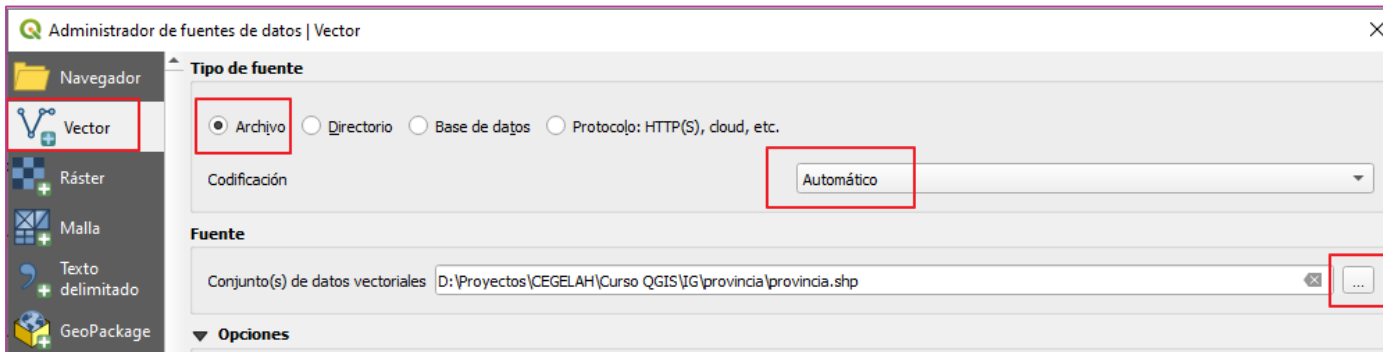 Administrador de fuentes de datos | Vector
Navegador
Vector
Ráster
Malla
Texto
delimitado
GeoPackage
Tipo de fuente
Archivo Directorio Base de datos Protocolo: HTTP(S), cloud, etc.
Codificación Automático
Fuente
Conjunto(s) de datos vectoriales D:\Proyectos\CEGELAH\Curso QGIS\IG\provincia\provincia.shp ...
Opciones